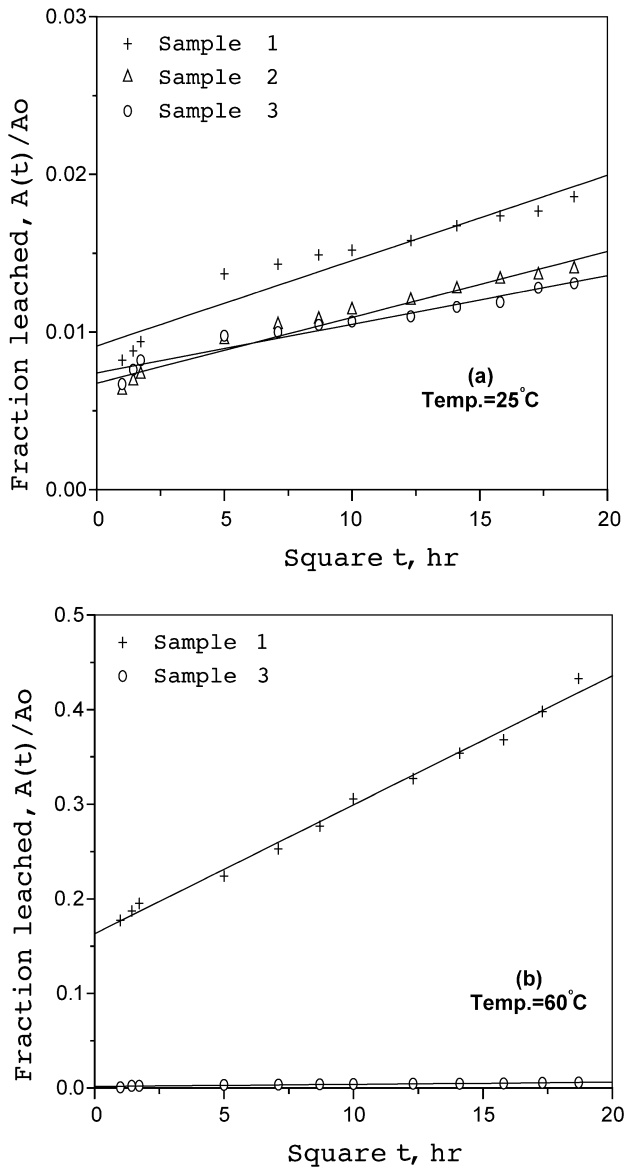 0.03
+ Sample 1
△ Sample 2
○ Sample 3
0.02
0.01
0.00
Fraction leached, A(t)/Ao
(a)
Temp.=25°C
0 5 10 15 20
Square t, hr
0.5
+ Sample 1
○ Sample 3
0.4
0.3
0.2
0.1
0.0
Fraction leached, A(t)/Ao
(b)
Temp.=60°C
0 5 10 15 20
Square t, hr